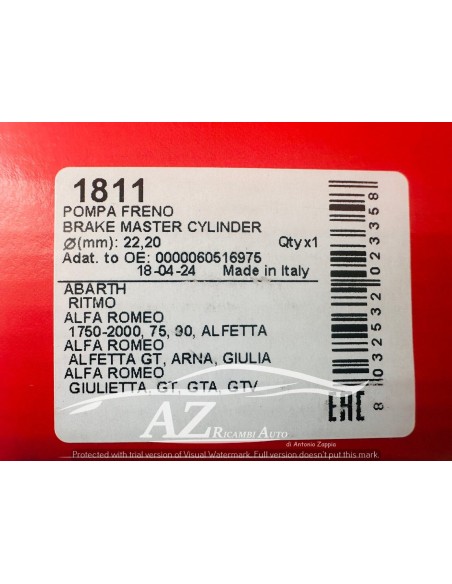 1811
POMPA FRENO
BRAKE MASTER CYLINDER
Ø(mm): 22,20 Qty x1
Adat. to OE: 0000060516975
18-04-24 Made in Italy
ABARTH
RITMO
ALFA ROMEO
1750-2000, 75, 90, ALFETTA
ALFA ROMEO
ALFETTA GT, ARNA, GIULIA
ALFA ROMEO
GIULIETTA, GT, GTA, GTV
8 032532 023358
EAC
AZ RICAMBI AUTO
di Antonio Zappia
Protected with trial version of Visual Watermark. Full version doesn't put this mark.